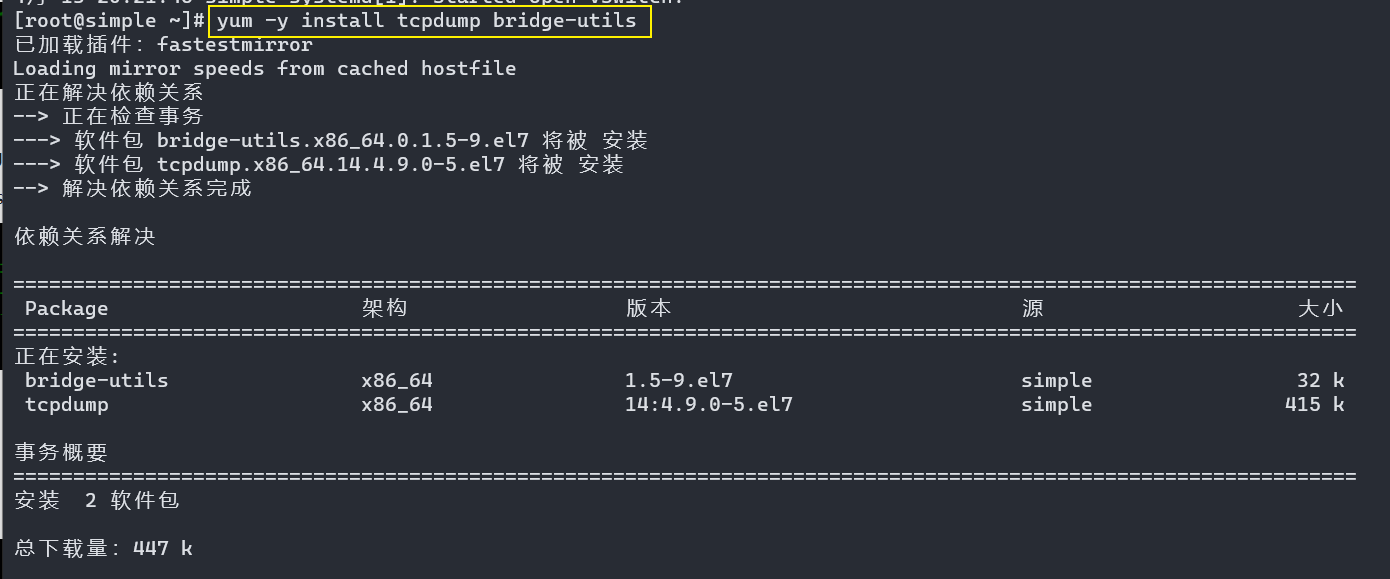 [root@simple ~]# yum -y install tcpdump bridge-utils
已加载插件：fastestmirror
Loading mirror speeds from cached hostfile
正在解决依赖关系
--> 正在检查事务
---> 软件包 bridge-utils.x86_64.0.1.5-9.el7 将被 安装
---> 软件包 tcpdump.x86_64.14.4.9.0-5.el7 将被 安装
--> 解决依赖关系完成
依赖关系解决
================================================================================================================
Package 架构 版本 源 大小
================================================================================================================
正在安装:
bridge-utils x86_64 1.5-9.el7 simple 32 k
tcpdump x86_64 14:4.9.0-5.el7 simple 415 k
事务概要
================================================================================================================
安装 2 软件包
总下载量：447 k